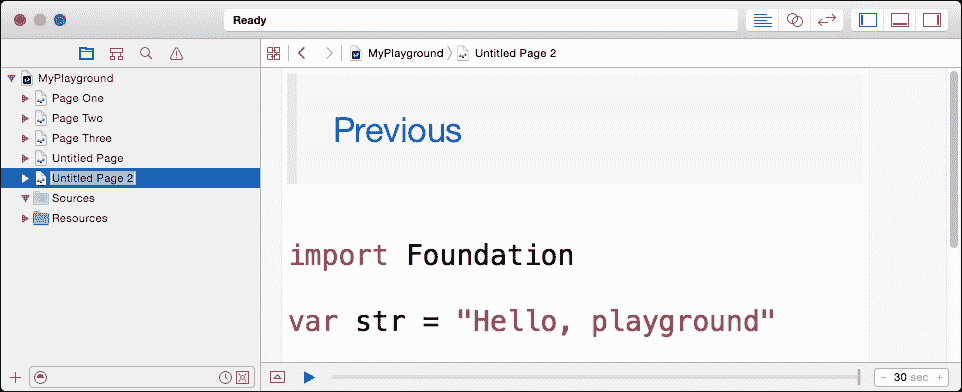 Ready
MyPlayground
Page One
Page Two
Page Three
Untitled Page
Untitled Page 2
Sources
Resources
MyPlayground 〉 Untitled Page 2
Previous
import Foundation
var str = "Hello, playground"
- 30 sec +